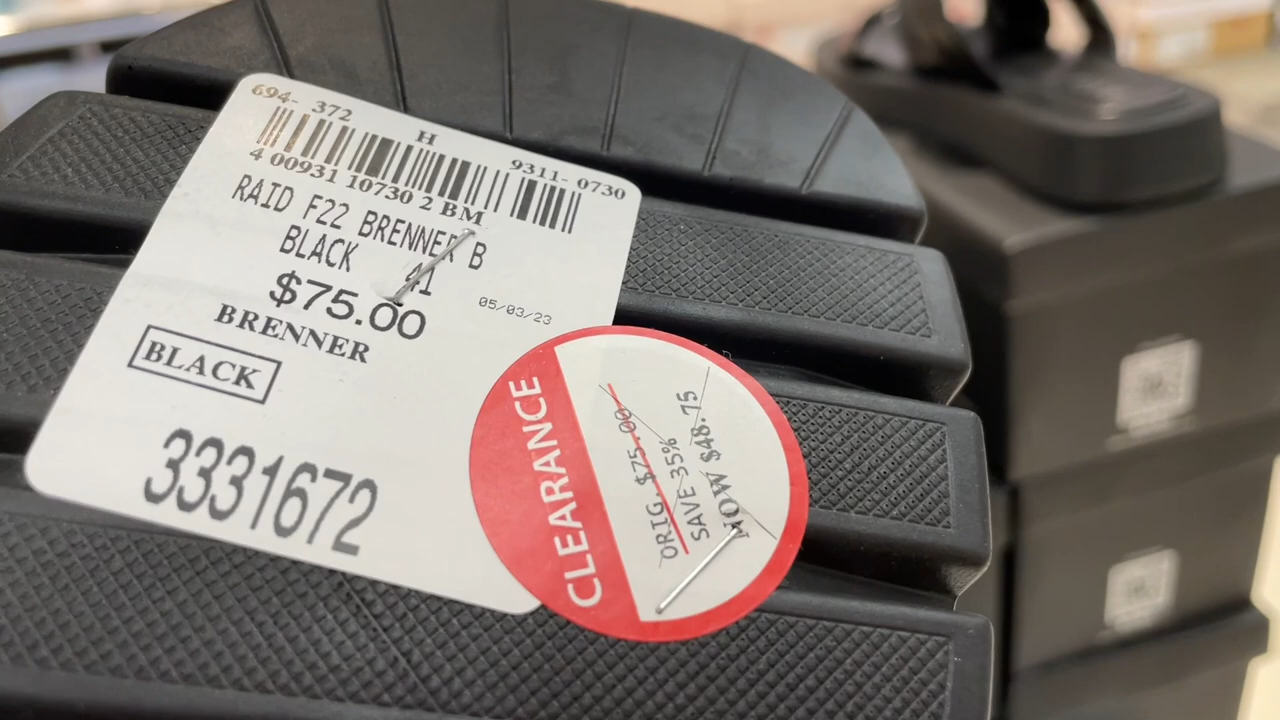 694- 372
H
9311- 0730
4 00931 10730 2 BM
RAID F22 BRENNER B
BLACK 41
$75.00
05/03/23
BRENNER
BLACK
3331672
CLEARANCE
ORIG. $75.00
SAVE 35%
NOW $48.75